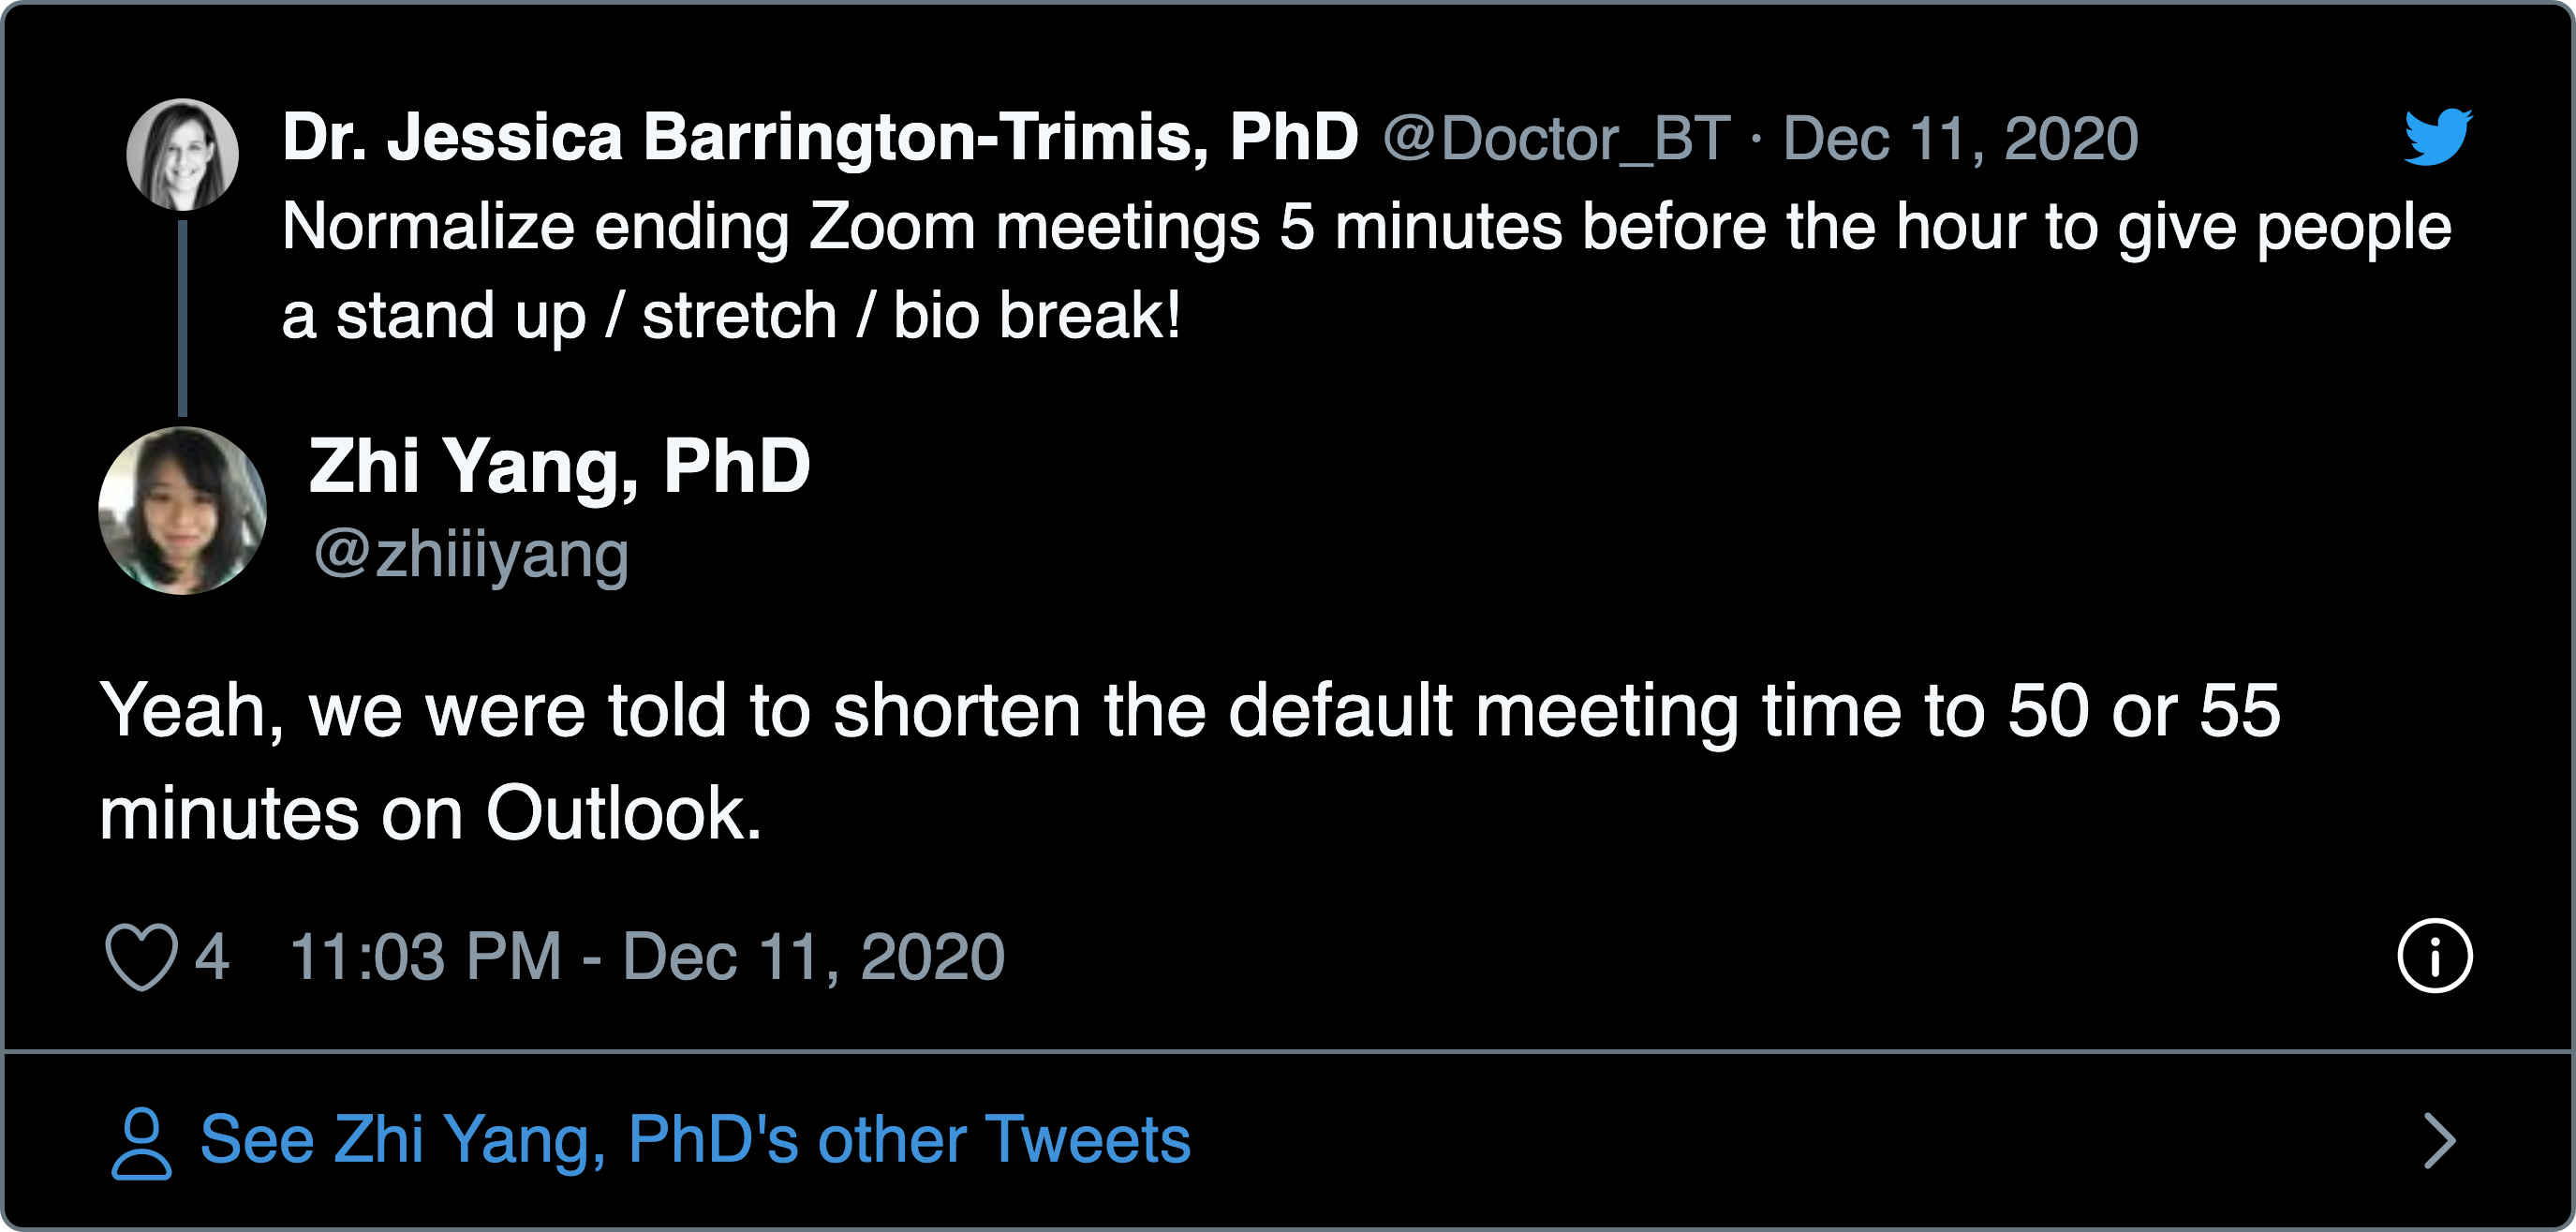 Dr. Jessica Barrington-Trimis, PhD @Doctor_BT · Dec 11, 2020
Normalize ending Zoom meetings 5 minutes before the hour to give people
a stand up / stretch / bio break!
Zhi Yang, PhD
@zhiiiyang
Yeah, we were told to shorten the default meeting time to 50 or 55
minutes on Outlook.
4 11:03 PM - Dec 11, 2020
See Zhi Yang, PhD's other Tweets